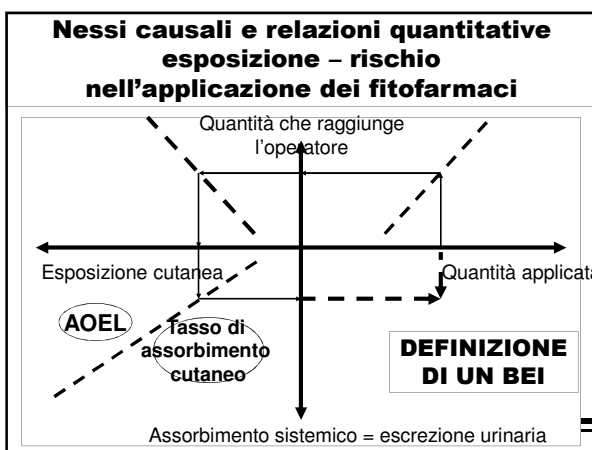 Nessi causali e relazioni quantitative
esposizione – rischio
nell'applicazione dei fitofarmaci
Quantità che raggiunge
l'operatore
Esposizione cutanea
Quantità applicata
AOEL
Tasso di
assorbimento
cutaneo
DEFINIZIONE
DI UN BEI
Assorbimento sistemico = escrezione urinaria